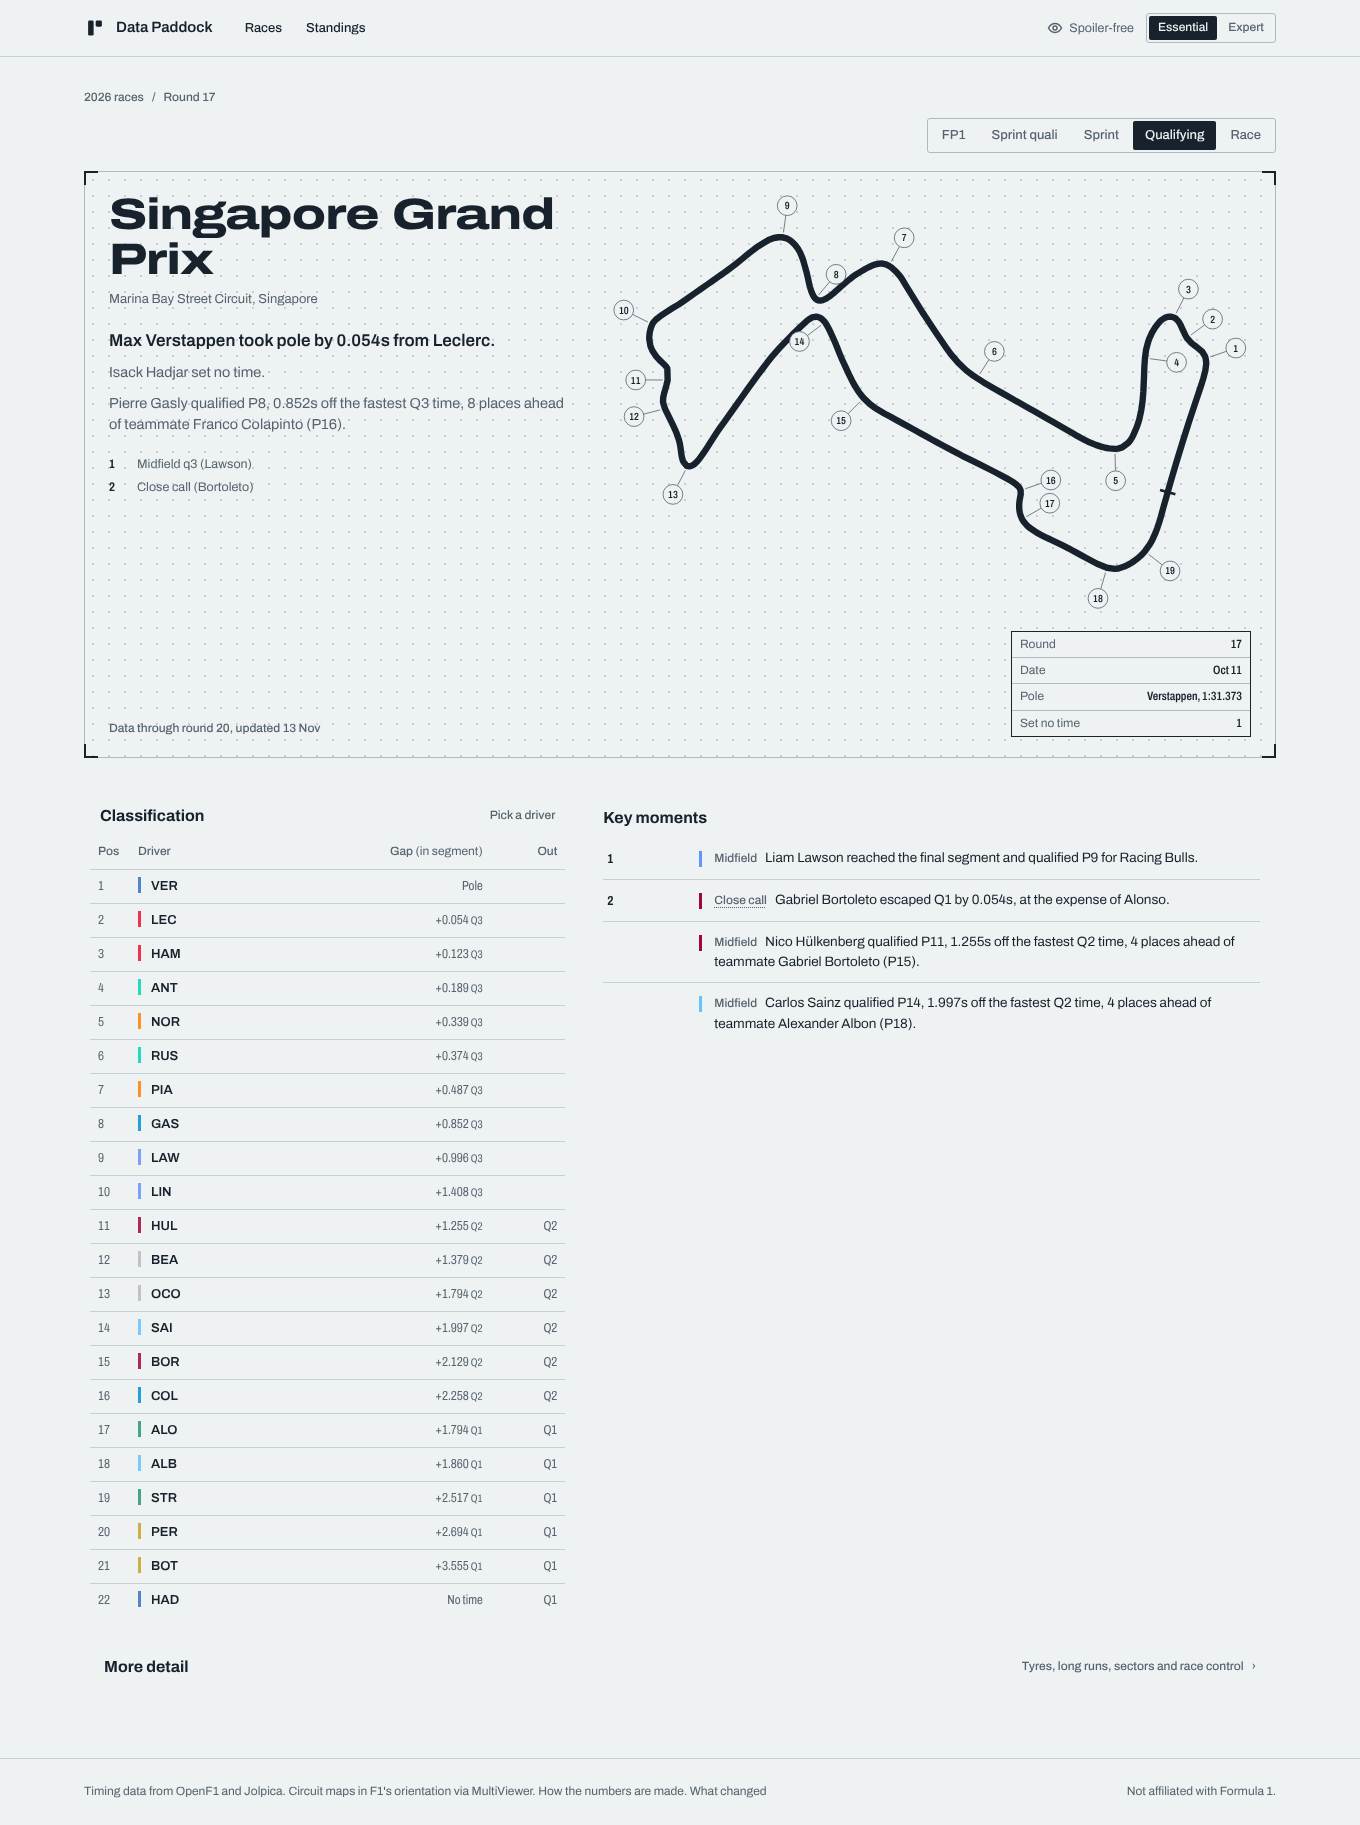 Data Paddock
Races
Standings
Spoiler-free
Essential
Expert
2026 races / Round 17
FP1
Sprint quali
Sprint
Qualifying
Race
Singapore Grand
Prix
Marina Bay Street Circuit, Singapore
Max Verstappen took pole by 0.054s from Leclerc.
Isack Hadjar set no time.
Pierre Gasly qualified P8, 0.852s off the fastest Q3 time, 8 places ahead
of teammate Franco Colapinto (P16).
1 Midfield q3 (Lawson)
2 Close call (Bortoleto)
9
7
8
3
10
2
14
1
6
4
11
12
15
16
5
13
17
19
18
Round 17
Date Oct 11
Pole Verstappen, 1:31.373
Set no time 1
Data through round 20, updated 13 Nov
Classification
Pick a driver
Pos Driver Gap (in segment) Out
1 VER Pole
2 LEC +0.054 Q3
3 HAM +0.123 Q3
4 ANT +0.189 Q3
5 NOR +0.339 Q3
6 RUS +0.374 Q3
7 PIA +0.487 Q3
8 GAS +0.852 Q3
9 LAW +0.996 Q3
10 LIN +1.408 Q3
11 HUL +1.255 Q2 Q2
12 BEA +1.379 Q2 Q2
13 OCO +1.794 Q2 Q2
14 SAI +1.997 Q2 Q2
15 BOR +2.129 Q2 Q2
16 COL +2.258 Q2 Q2
17 ALO +1.794 Q1 Q1
18 ALB +1.860 Q1 Q1
19 STR +2.517 Q1 Q1
20 PER +2.694 Q1 Q1
21 BOT +3.555 Q1 Q1
22 HAD No time Q1
Key moments
1 Midfield Liam Lawson reached the final segment and qualified P9 for Racing Bulls.
2 Close call Gabriel Bortoleto escaped Q1 by 0.054s, at the expense of Alonso.
Midfield Nico Hülkenberg qualified P11, 1.255s off the fastest Q2 time, 4 places ahead of
teammate Gabriel Bortoleto (P15).
Midfield Carlos Sainz qualified P14, 1.997s off the fastest Q2 time, 4 places ahead of
teammate Alexander Albon (P18).
More detail
Tyres, long runs, sectors and race control ›
Timing data from OpenF1 and Jolpica. Circuit maps in F1's orientation via MultiViewer. How the numbers are made. What changed
Not affiliated with Formula 1.